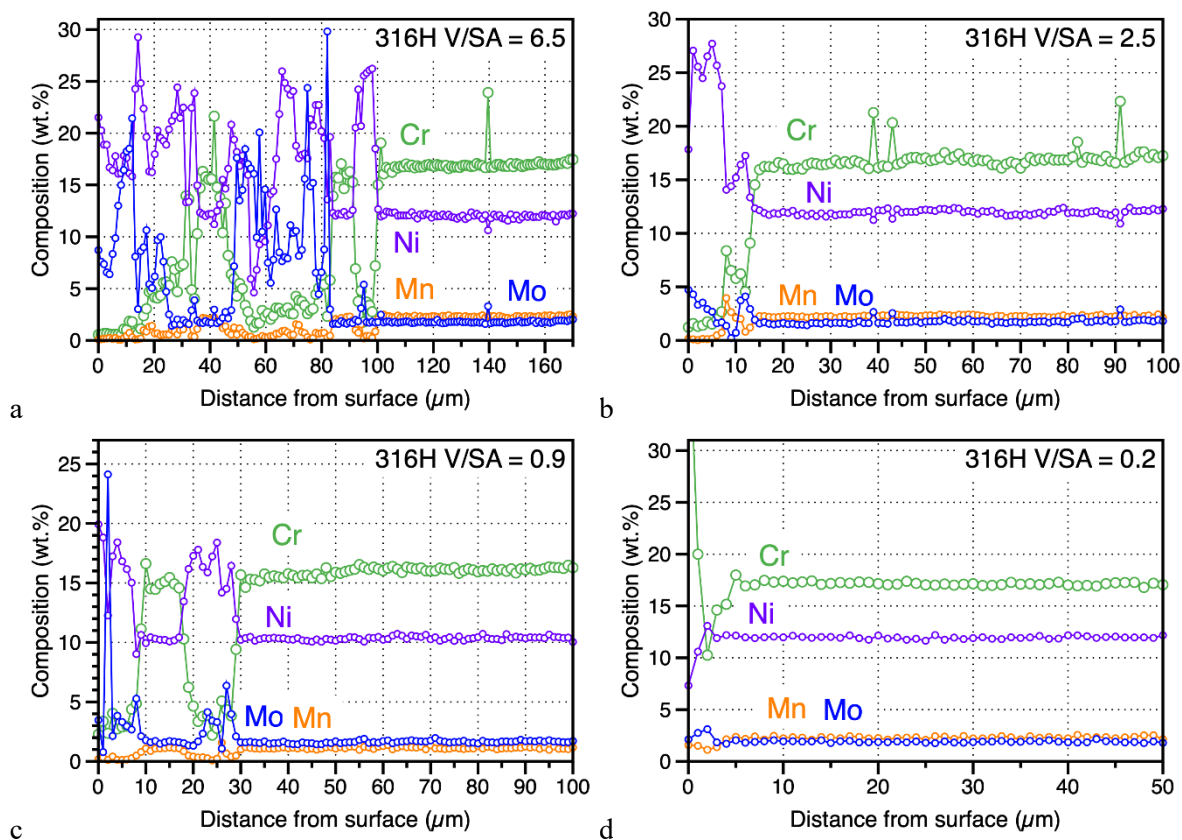 316H V/SA = 6.5
Composition (wt.%)
30
25
20
15
10
5
0
Cr
Ni
Mn
Mo
0 20 40 60 80 100 120 140 160
Distance from surface (µm)
a
316H V/SA = 2.5
Composition (wt.%)
30
25
20
15
10
5
0
Cr
Ni
Mn Mo
0 10 20 30 40 50 60 70 80 90 100
Distance from surface (µm)
b
316H V/SA = 0.9
Composition (wt.%)
25
20
15
10
5
0
Cr
Ni
Mo Mn
0 10 20 30 40 50 60 70 80 90 100
Distance from surface (µm)
c
316H V/SA = 0.2
Composition (wt.%)
30
25
20
15
10
5
0
Cr
Ni
Mn Mo
0 10 20 30 40 50
Distance from surface (µm)
d